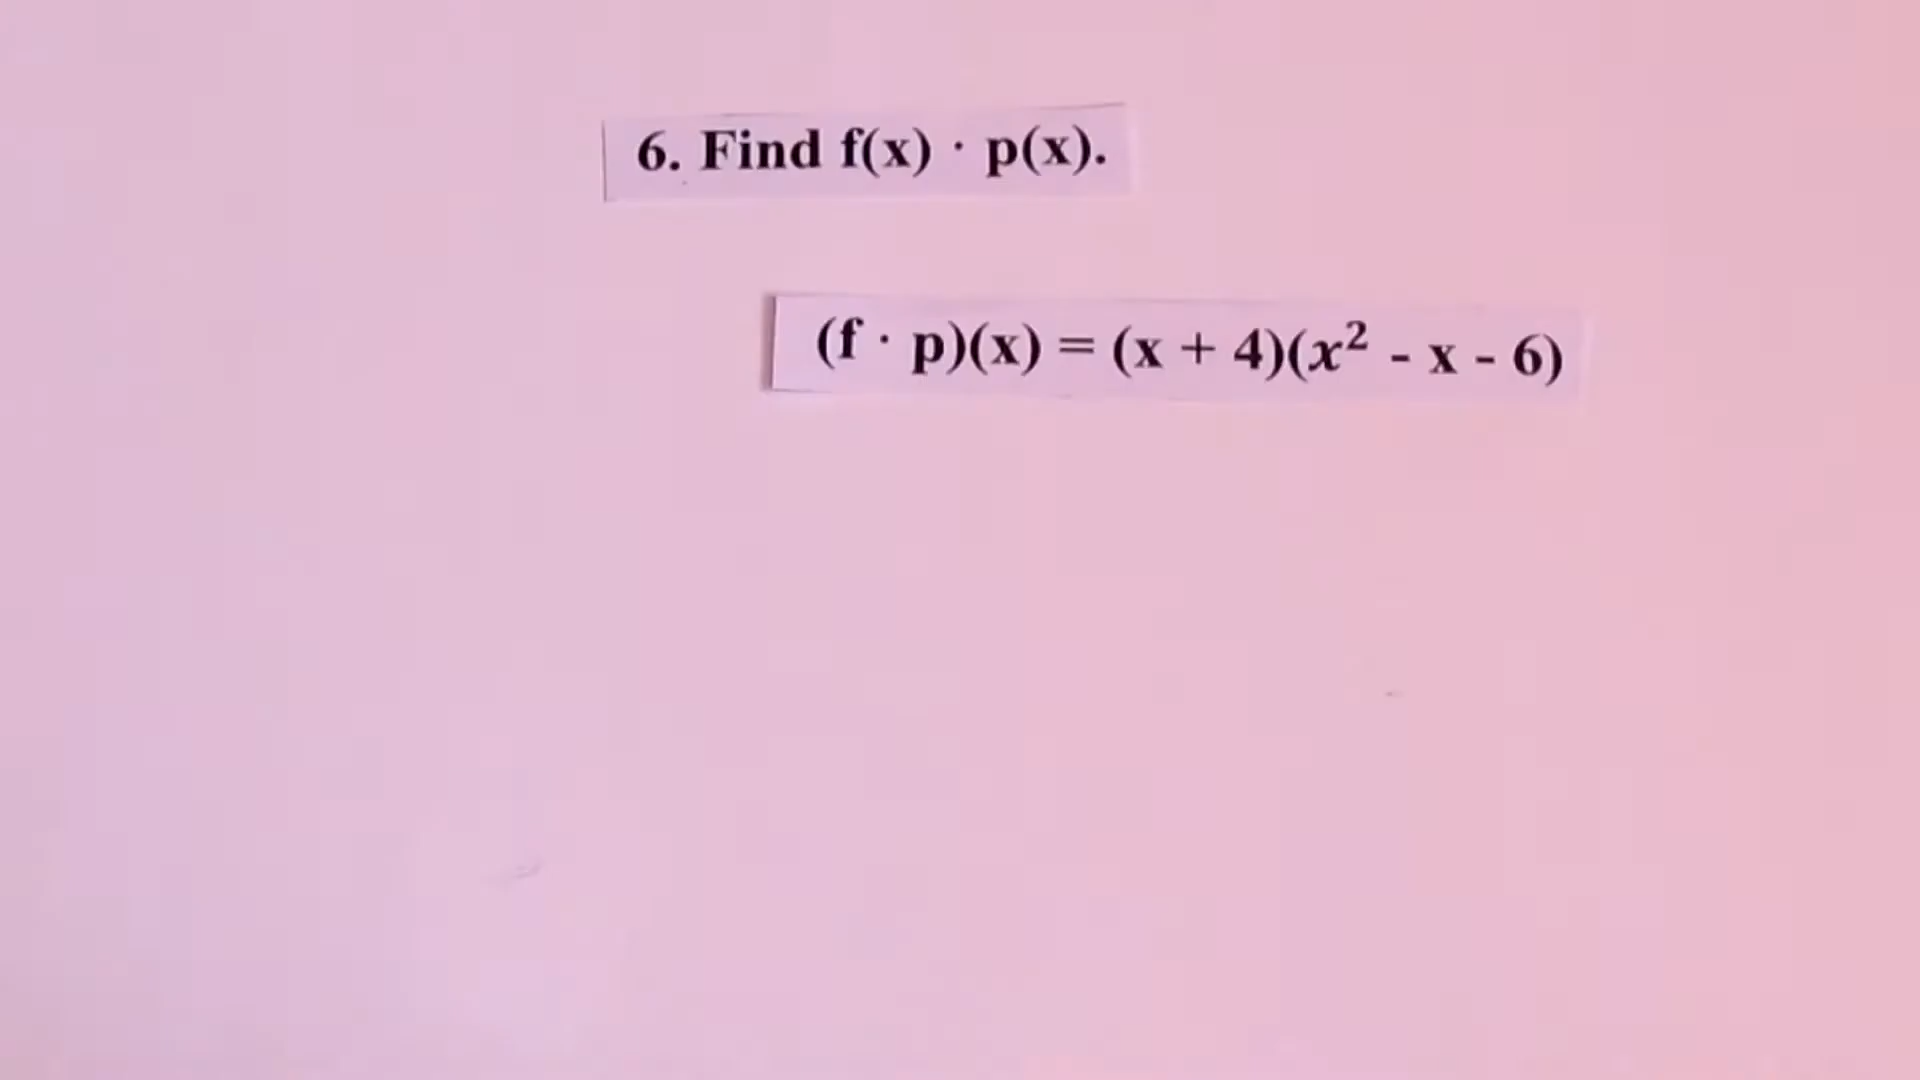 6. Find f(x) · p(x).
(f · p)(x) = (x + 4)(x² - x - 6)